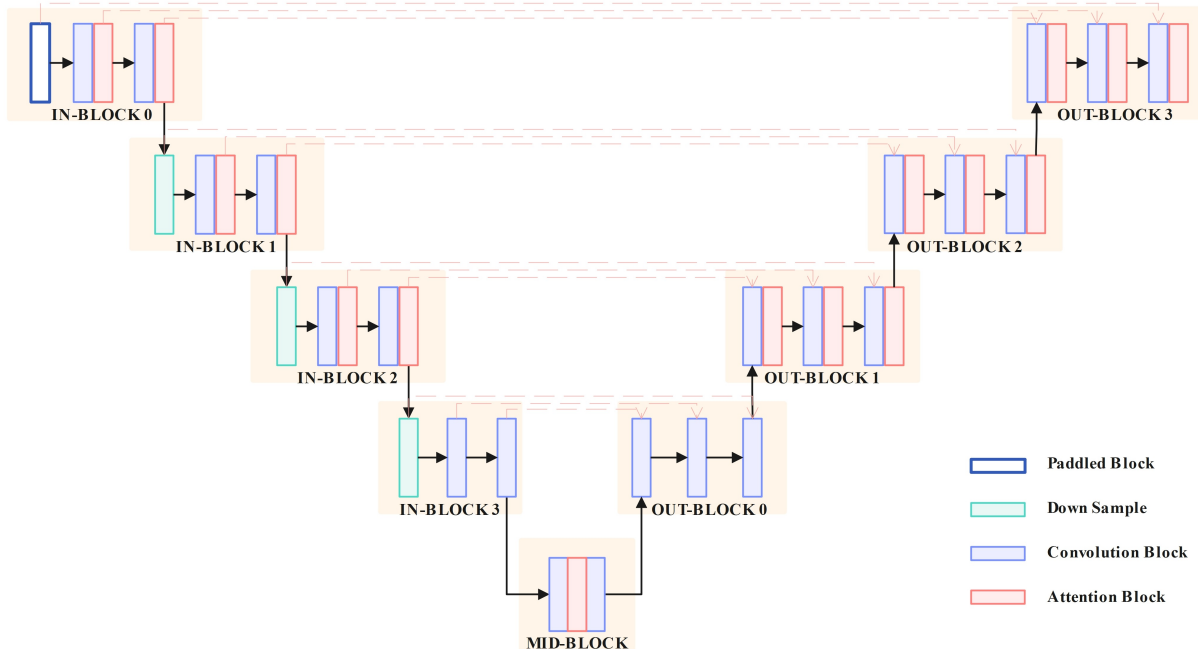 IN-BLOCK 0
OUT-BLOCK 3
IN-BLOCK 1
OUT-BLOCK 2
IN-BLOCK 2
OUT-BLOCK 1
IN-BLOCK 3
OUT-BLOCK 0
MID-BLOCK
Paddled Block
Down Sample
Convolution Block
Attention Block